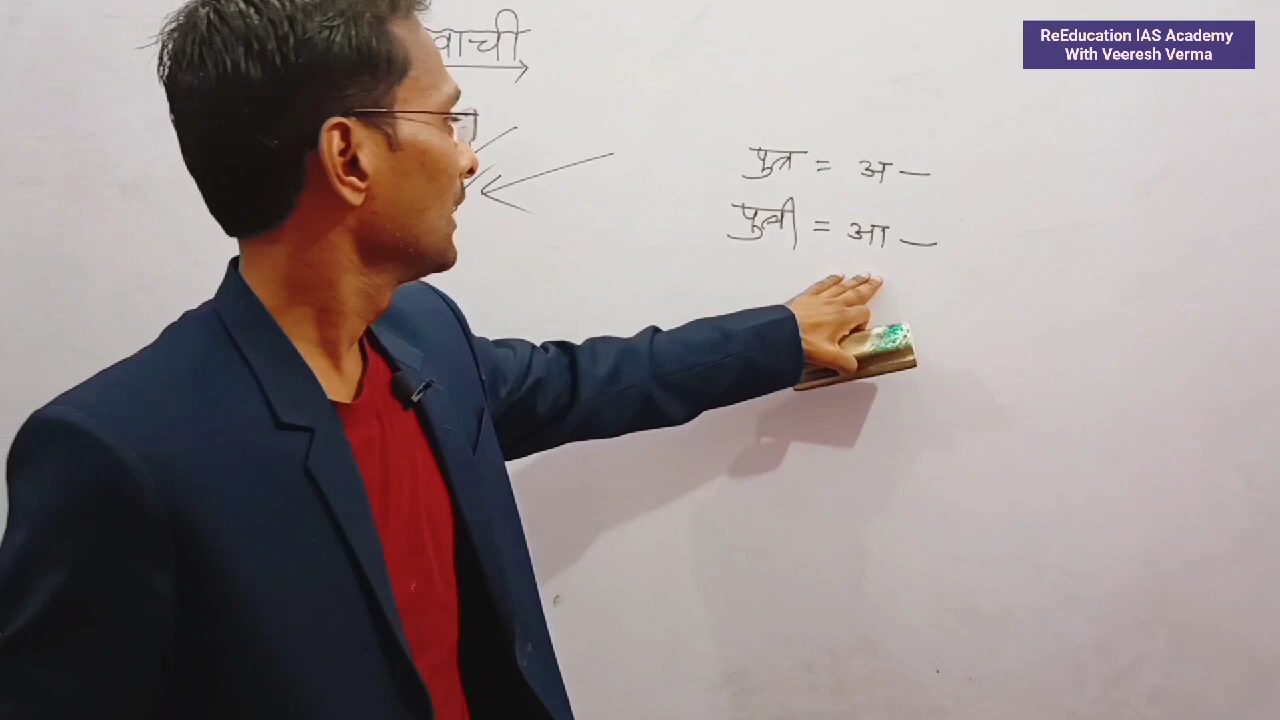 ReEducation IAS Academy
With Veeresh Verma
वाची
पुत्र = अ —
पुत्री = आ —